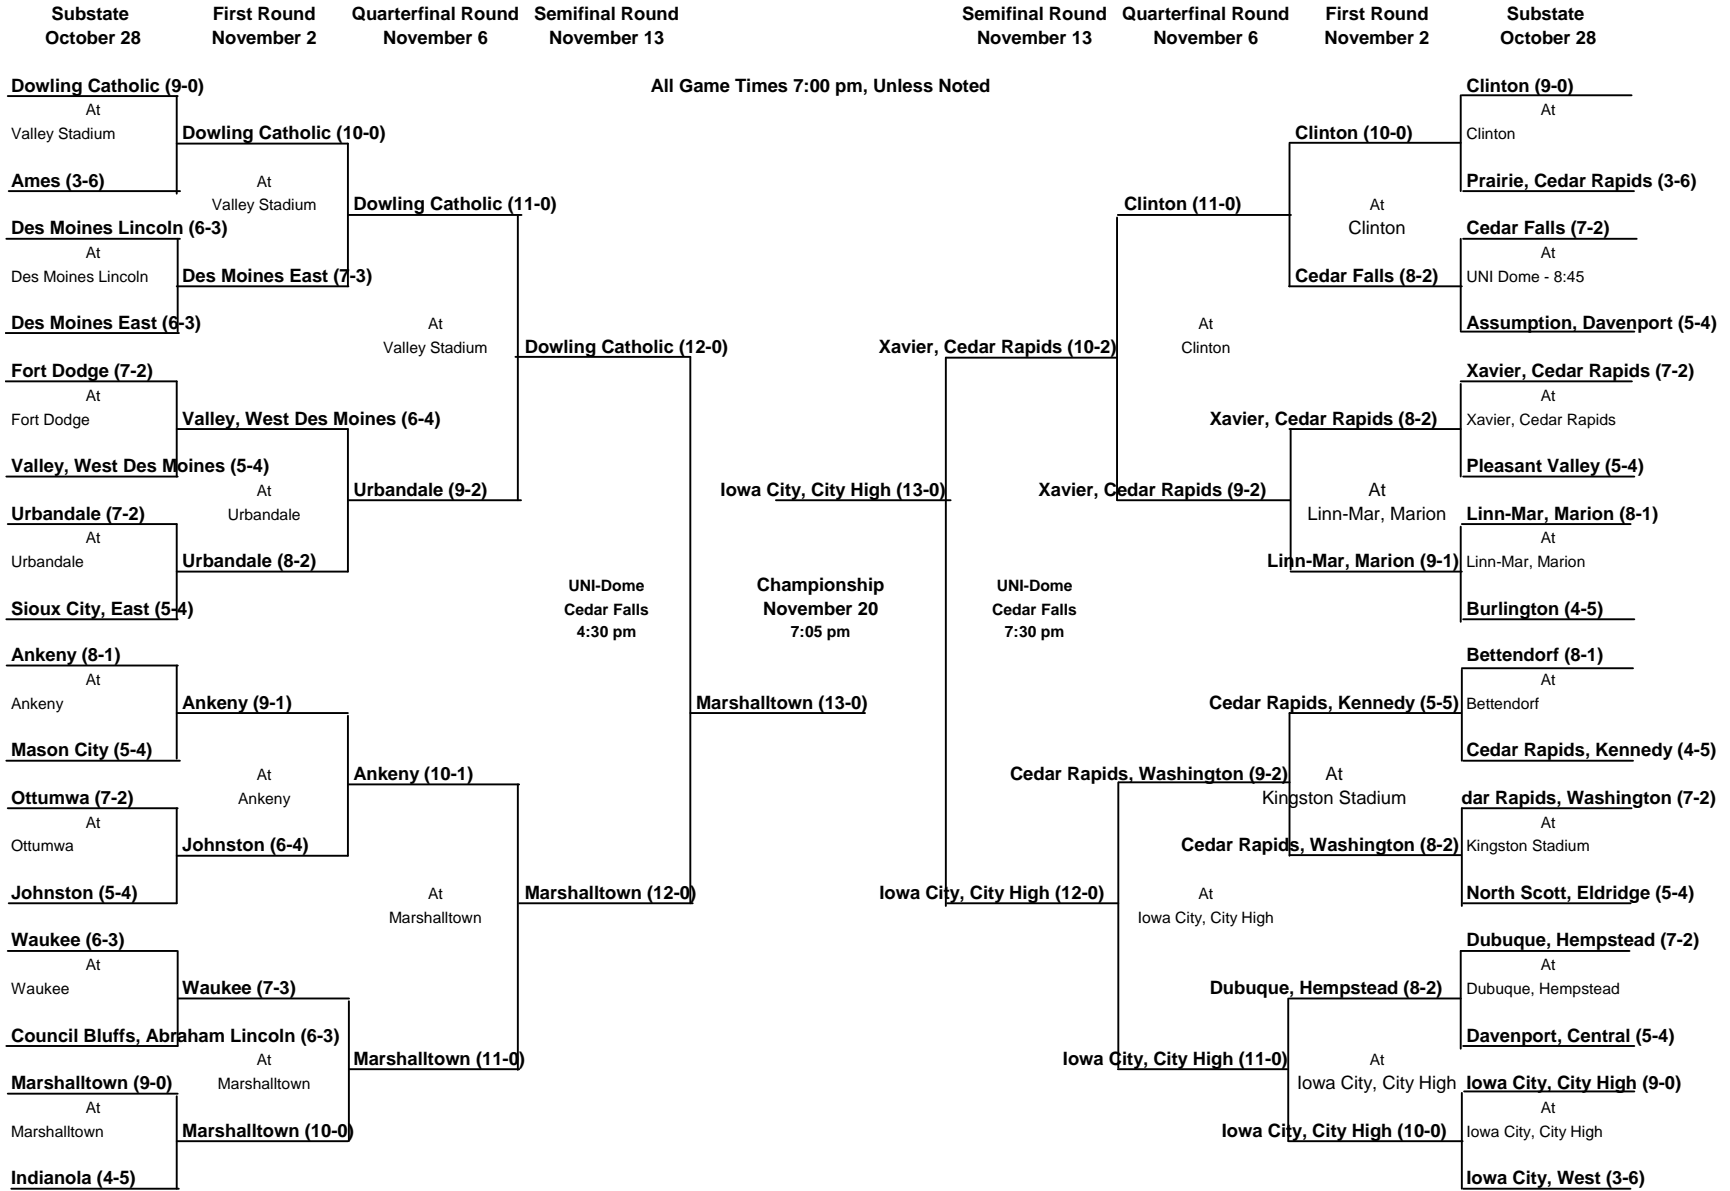 Substate
October 28
First Round
November 2
Quarterfinal Round
November 6
Semifinal Round
November 13
Semifinal Round
November 13
Quarterfinal Round
November 6
First Round
November 2
Substate
October 28
All Game Times 7:00 pm, Unless Noted
Dowling Catholic (9-0)
At
Valley Stadium
Ames (3-6)
Des Moines Lincoln (6-3)
At
Des Moines Lincoln
Des Moines East (6-3)
Fort Dodge (7-2)
At
Fort Dodge
Valley, West Des Moines (5-4)
Urbandale (7-2)
At
Urbandale
Sioux City, East (5-4)
Ankeny (8-1)
At
Ankeny
Mason City (5-4)
Ottumwa (7-2)
At
Ottumwa
Johnston (5-4)
Waukee (6-3)
At
Waukee
Council Bluffs, Abraham Lincoln (6-3)
Marshalltown (9-0)
At
Marshalltown
Indianola (4-5)
Dowling Catholic (10-0)
At
Valley Stadium
Des Moines East (7-3)
Valley, West Des Moines (6-4)
At
Urbandale
Urbandale (8-2)
Ankeny (9-1)
At
Ankeny
Johnston (6-4)
Waukee (7-3)
At
Marshalltown
Marshalltown (10-0)
Dowling Catholic (11-0)
At
Valley Stadium
Urbandale (9-2)
Ankeny (10-1)
At
Marshalltown
Marshalltown (11-0)
Dowling Catholic (12-0)
UNI-Dome
Cedar Falls
4:30 pm
Marshalltown (12-0)
Iowa City, City High (13-0)
Championship
November 20
7:05 pm
Marshalltown (13-0)
Xavier, Cedar Rapids (10-2)
UNI-Dome
Cedar Falls
7:30 pm
Iowa City, City High (12-0)
Clinton (11-0)
At
Clinton
Xavier, Cedar Rapids (9-2)
Cedar Rapids, Washington (9-2)
At
Iowa City, City High
Iowa City, City High (11-0)
Clinton (10-0)
At
Clinton
Cedar Falls (8-2)
Xavier, Cedar Rapids (8-2)
At
Linn-Mar, Marion
Linn-Mar, Marion (9-1)
Cedar Rapids, Kennedy (5-5)
At
Kingston Stadium
Cedar Rapids, Washington (8-2)
Dubuque, Hempstead (8-2)
At
Iowa City, City High
Iowa City, City High (10-0)
Clinton (9-0)
At
Clinton
Prairie, Cedar Rapids (3-6)
Cedar Falls (7-2)
At
UNI Dome - 8:45
Assumption, Davenport (5-4)
Xavier, Cedar Rapids (7-2)
At
Xavier, Cedar Rapids
Pleasant Valley (5-4)
Linn-Mar, Marion (8-1)
At
Linn-Mar, Marion
Burlington (4-5)
Bettendorf (8-1)
At
Bettendorf
Cedar Rapids, Kennedy (4-5)
dar Rapids, Washington (7-2)
At
Kingston Stadium
North Scott, Eldridge (5-4)
Dubuque, Hempstead (7-2)
At
Dubuque, Hempstead
Davenport, Central (5-4)
Iowa City, City High (9-0)
At
Iowa City, City High
Iowa City, West (3-6)